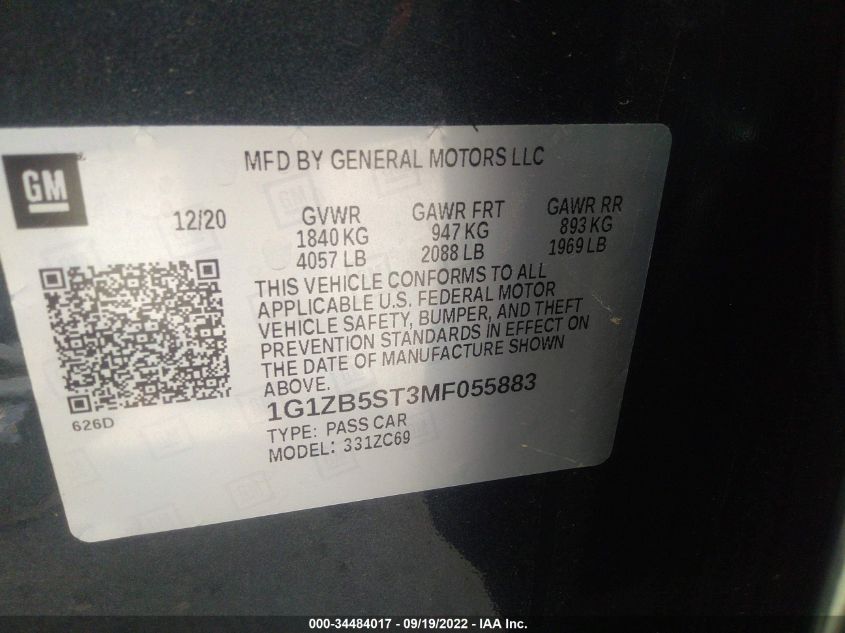 MFD BY GENERAL MOTORS LLC
GM
12/20
GVWR GAWR FRT GAWR RR
1840 KG 947 KG 893 KG
4057 LB 2088 LB 1969 LB
THIS VEHICLE CONFORMS TO ALL
APPLICABLE U.S. FEDERAL MOTOR
VEHICLE SAFETY, BUMPER, AND THEFT
PREVENTION STANDARDS IN EFFECT ON
THE DATE OF MANUFACTURE SHOWN
ABOVE.
1G1ZB5ST3MF055883
626D
TYPE: PASS CAR
MODEL: 331ZC69
000-34484017 - 09/19/2022 - IAA Inc.